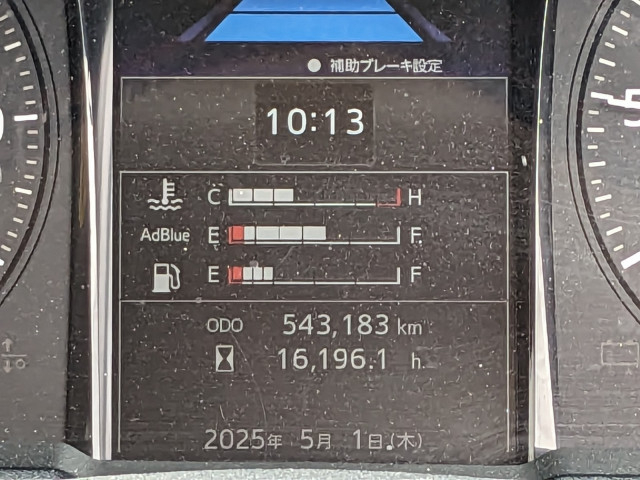 ● 補助ブレーキ設定
10:13
C H
AdBlue E F
E F
ODO 543,183 km
16,196.1 h
2025年 5月 1日.(木)